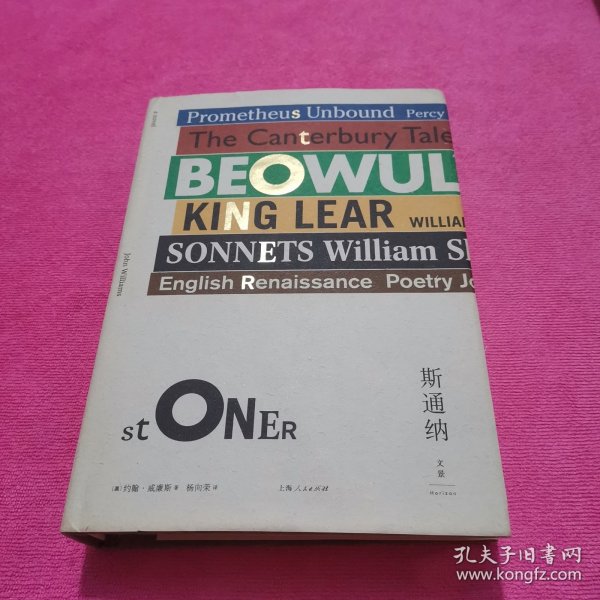 a novel
John Williams
Prometheus Unbound Percy
The Canterbury Tale
BEOWUL
KING LEAR WILLIA
SONNETS William Sh
English Renaissance Poetry Jo
stONER
斯通纳
文景
Horizon
[美]约翰·威廉斯 著 杨向荣 译
上海人民出版社
孔夫子旧书网
www.kongfz.com